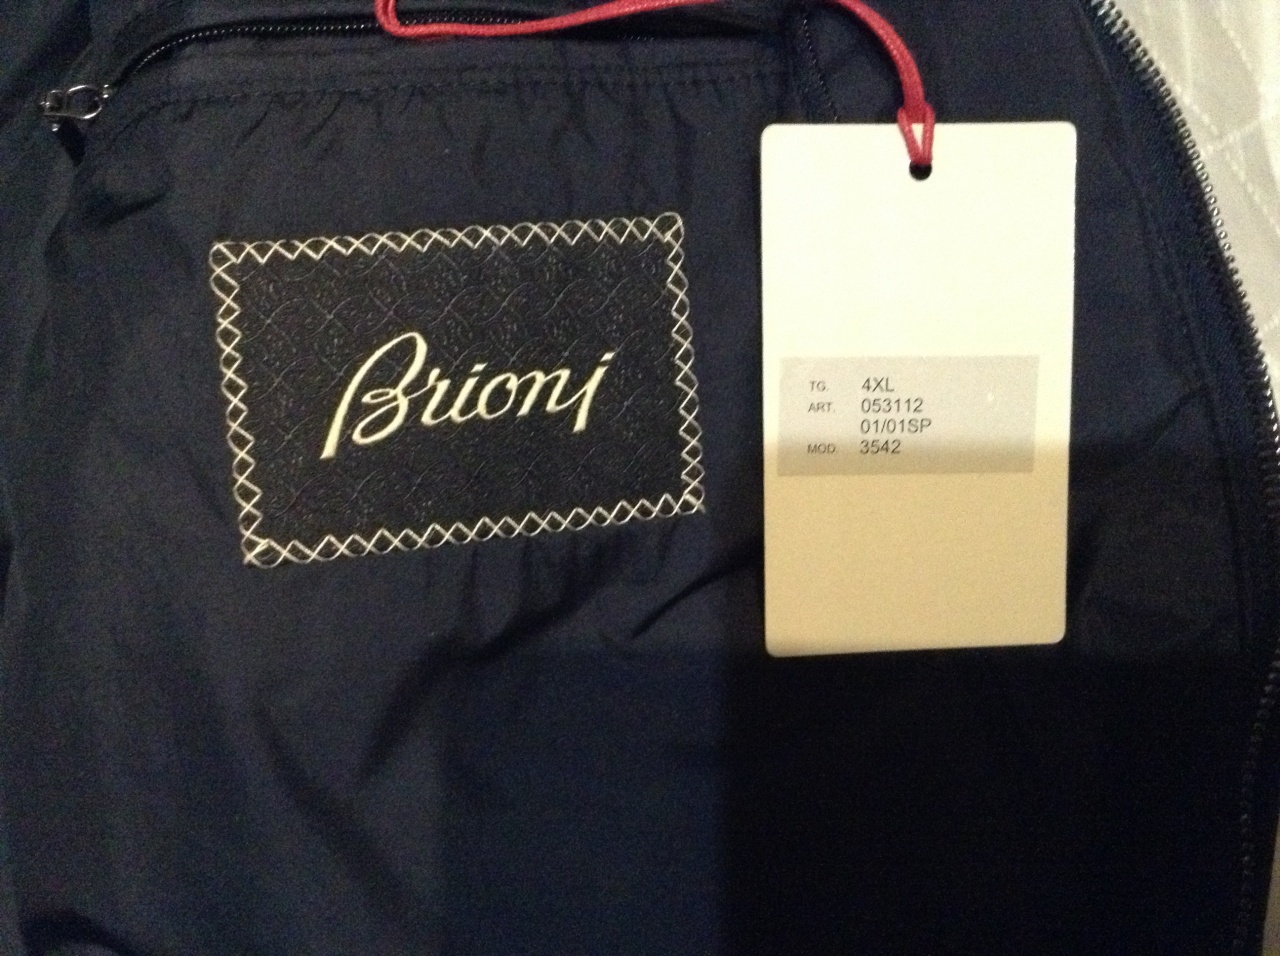 Brioni
TG. 4XL
ART. 053112
01/01SP
MOD. 3542